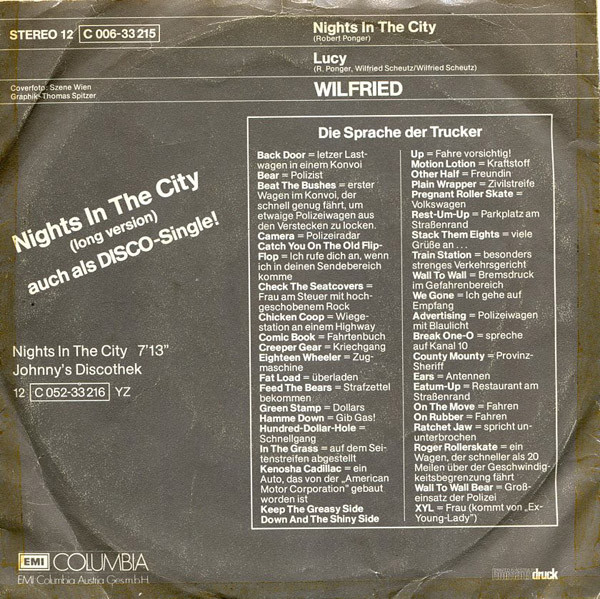 STEREO 12 C 006-33 215
Nights In The City
(Robert Ponger)
Lucy
(R. Ponger, Wilfried Scheutz/Wilfried Scheutz)
Coverfoto: Szene Wien
Graphik: Thomas Spitzer
WILFRIED
Nights In The City
(long version)
auch als DISCO-Single!
Nights In The City 7'13"
Johnny's Discothek
12 C 052-33 216 YZ
Die Sprache der Trucker
Back Door = letzer Last-
wagen in einem Konvoi
Bear = Polizist
Beat The Bushes = erster
Wagen im Konvoi, der
schnell genug fährt, um
etwaige Polizeiwagen aus
den Verstecken zu locken.
Camera = Polizeiradar
Catch You On The Old Flip-
Flop = Ich rufe dich an, wenn
ich in deinen Sendebereich
komme
Check The Seatcovers =
Frau am Steuer mit hoch-
geschobenem Rock
Chicken Coop = Wiege-
station an einem Highway
Comic Book = Fahrtenbuch
Creeper Gear = Kriechgang
Eighteen Wheeler = Zug-
maschine
Fat Load = überladen
Feed The Bears = Strafzettel
bekommen
Green Stamp = Dollars
Hamme Down = Gib Gas!
Hundred-Dollar-Hole =
Schnellgang
In The Grass = auf dem Sei-
tenstreifen abgestellt
Kenosha Cadillac = ein
Auto, das von der „American
Motor Corporation" gebaut
worden ist
Keep The Greasy Side
Down And The Shiny Side
Up = Fahre vorsichtig!
Motion Lotion = Kraftstoff
Other Half = Freundin
Plain Wrapper = Zivilstreife
Pregnant Roller Skate =
Volkswagen
Rest-Um-Up = Parkplatz am
Straßenrand
Stack Them Eights = viele
Grüße an . . .
Train Station = besonders
strenges Verkehrsgericht
Wall To Wall = Bremsdruck
im Gefahrenbereich
We Gone = Ich gehe auf
Empfang
Advertising = Polizeiwagen
mit Blaulicht
Break One-O = spreche
auf Kanal 10
County Mounty = Provinz-
Sheriff
Ears = Antennen
Eatum-Up = Restaurant am
Straßenrand
On The Move = Fahren
On Rubber = Fahren
Ratchet Jaw = spricht un-
unterbrochen
Roger Rollerskate = ein
Wagen, der schneller als 20
Meilen über der Geschwindig-
keitsbegrenzung fährt
Wall To Wall Bear = Groß-
einsatz der Polizei
XYL = Frau (kommt von „Ex-
Young-Lady")
EMI COLUMBIA
EMI Columbia Austria Ges.m.b.H.
druck